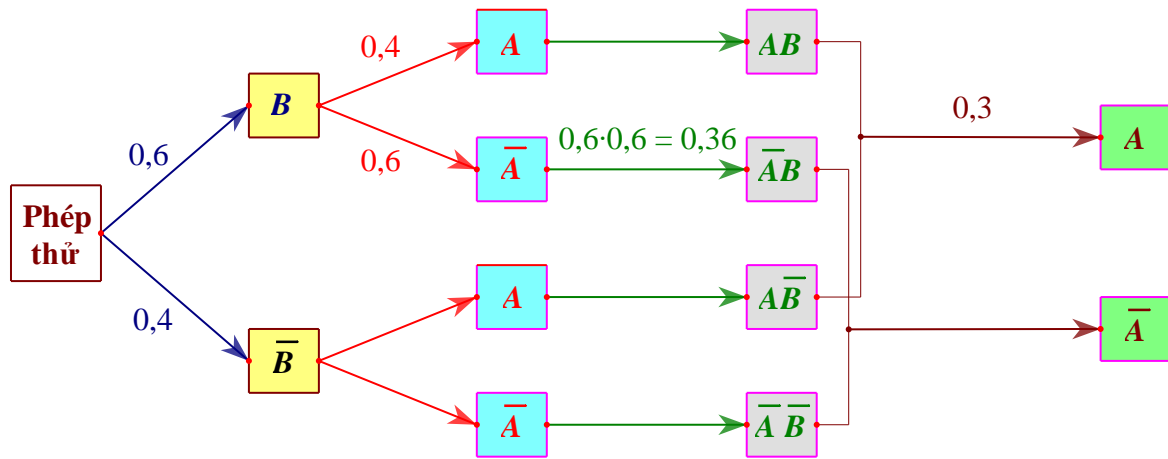 Phép
thử
0,6
0,4
B
B̅
0,4
0,6
A
A̅
A
A̅
0,6·0,6 = 0,36
AB
A̅B
AB̅
A̅ B̅
0,3
A
A̅